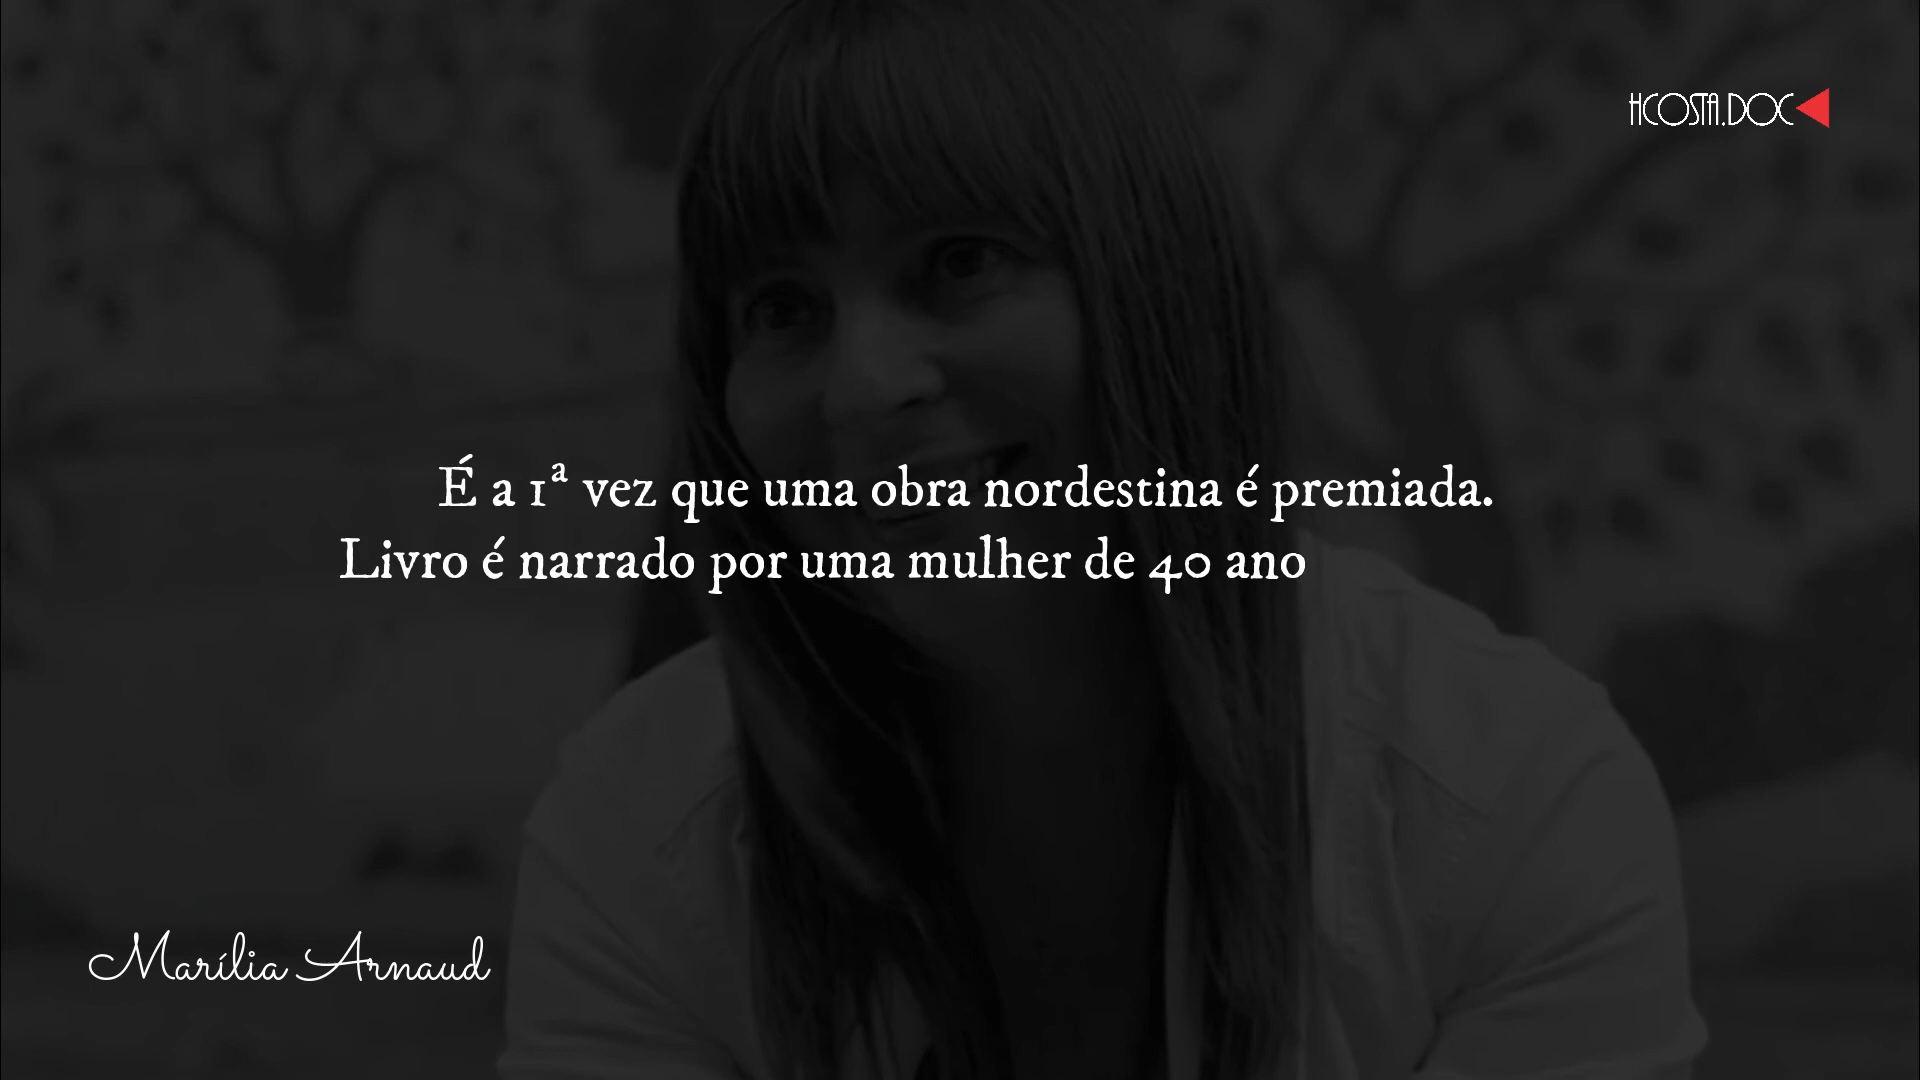 HCOSTA.DOC
É a 1ª vez que uma obra nordestina é premiada.
Livro é narrado por uma mulher de 40 ano
Marília Arnaud